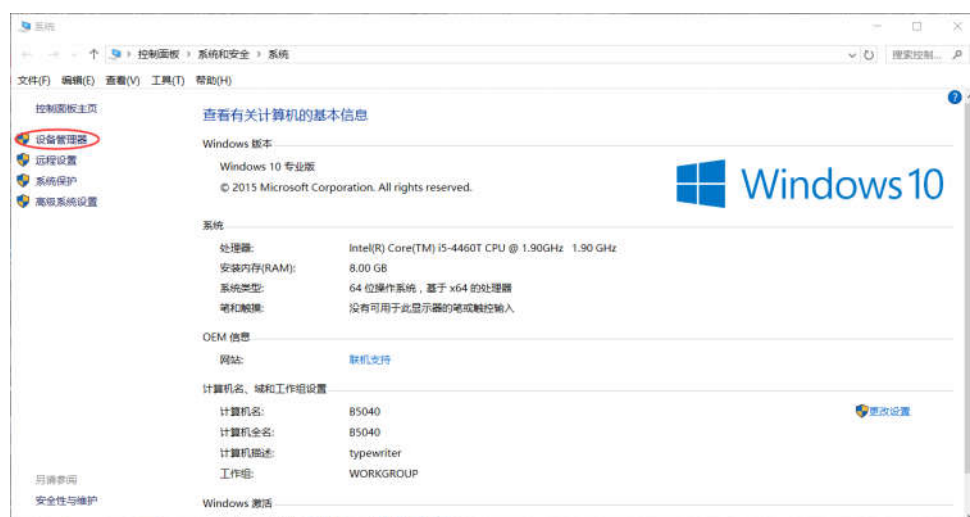 系统
控制面板 › 系统和安全 › 系统
搜索控制...
文件(F) 编辑(E) 查看(V) 工具(T) 帮助(H)
控制面板主页
设备管理器
远程设置
系统保护
高级系统设置
查看有关计算机的基本信息
Windows 版本
Windows 10 专业版
© 2015 Microsoft Corporation. All rights reserved.
Windows 10
系统
处理器: Intel(R) Core(TM) i5-4460T CPU @ 1.90GHz 1.90 GHz
安装内存(RAM): 8.00 GB
系统类型: 64 位操作系统，基于 x64 的处理器
笔和触摸: 没有可用于此显示器的笔或触控输入
OEM 信息
网站: 联机支持
计算机名、域和工作组设置
计算机名: B5040
更改设置
计算机全名: B5040
计算机描述: typewriter
工作组: WORKGROUP
Windows 激活
另请参阅
安全性与维护